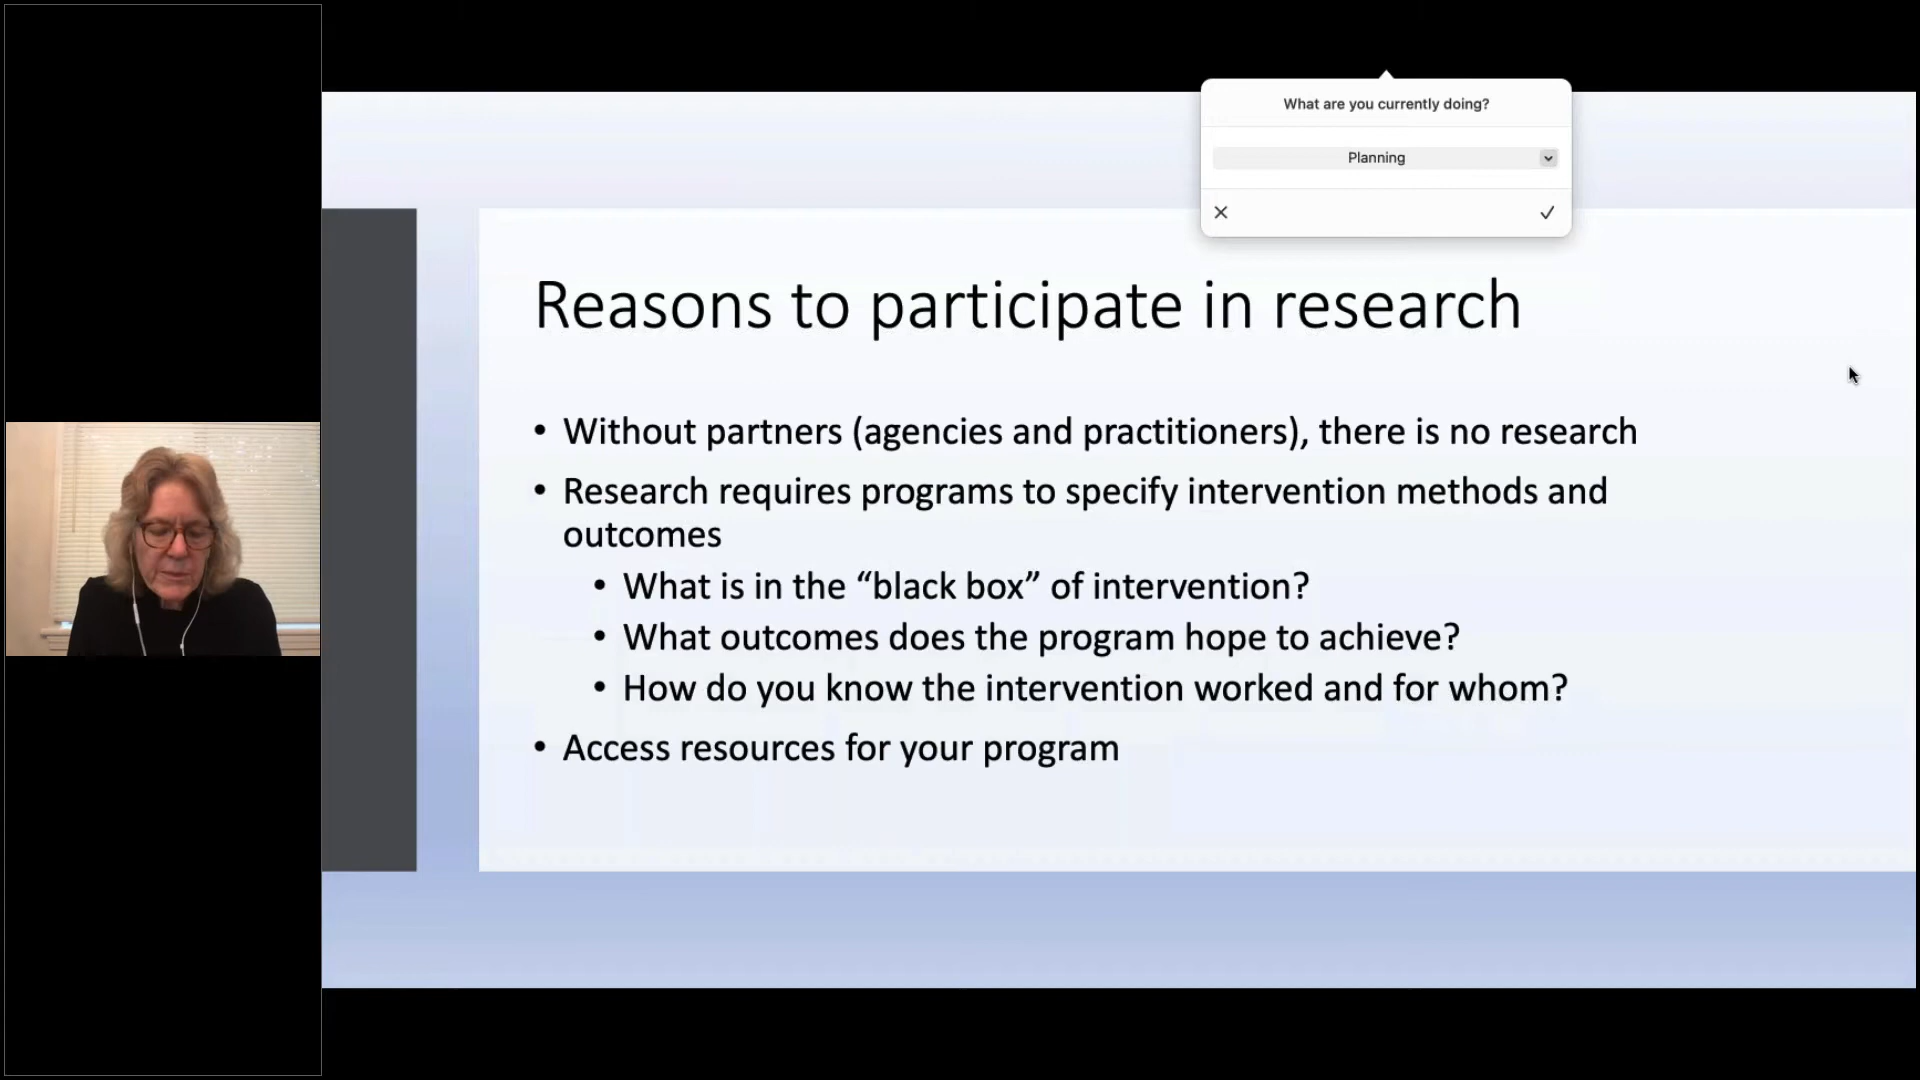 What are you currently doing?
Planning
Reasons to participate in research
• Without partners (agencies and practitioners), there is no research
• Research requires programs to specify intervention methods and
outcomes
• What is in the “black box” of intervention?
• What outcomes does the program hope to achieve?
• How do you know the intervention worked and for whom?
• Access resources for your program